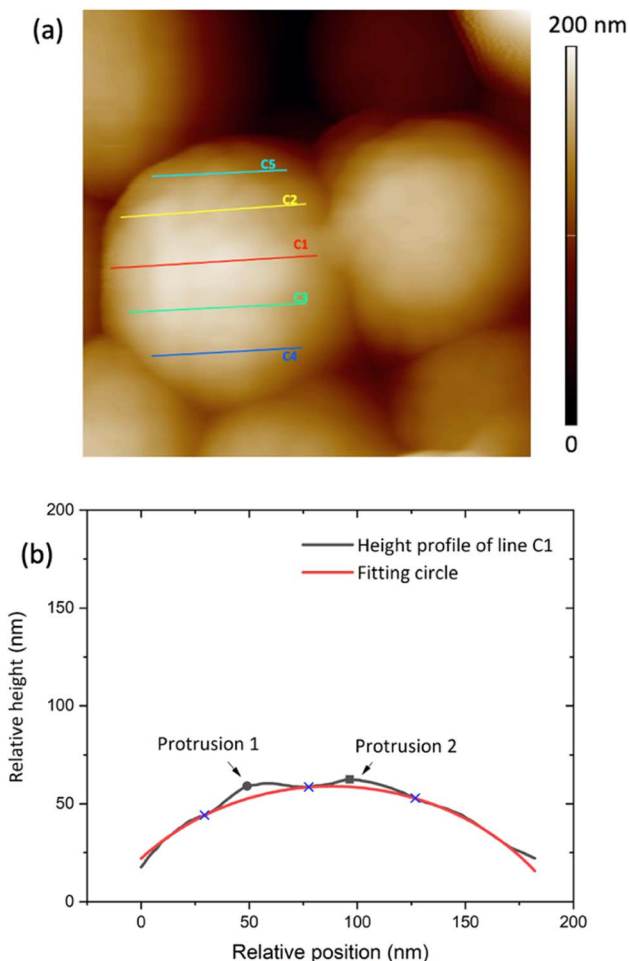 (a)
200 nm
C5
C2
C1
C3
C4
0
(b)
200
150
100
50
0
Relative height (nm)
Height profile of line C1
Fitting circle
Protrusion 1
Protrusion 2
0
50
100
150
200
Relative position (nm)